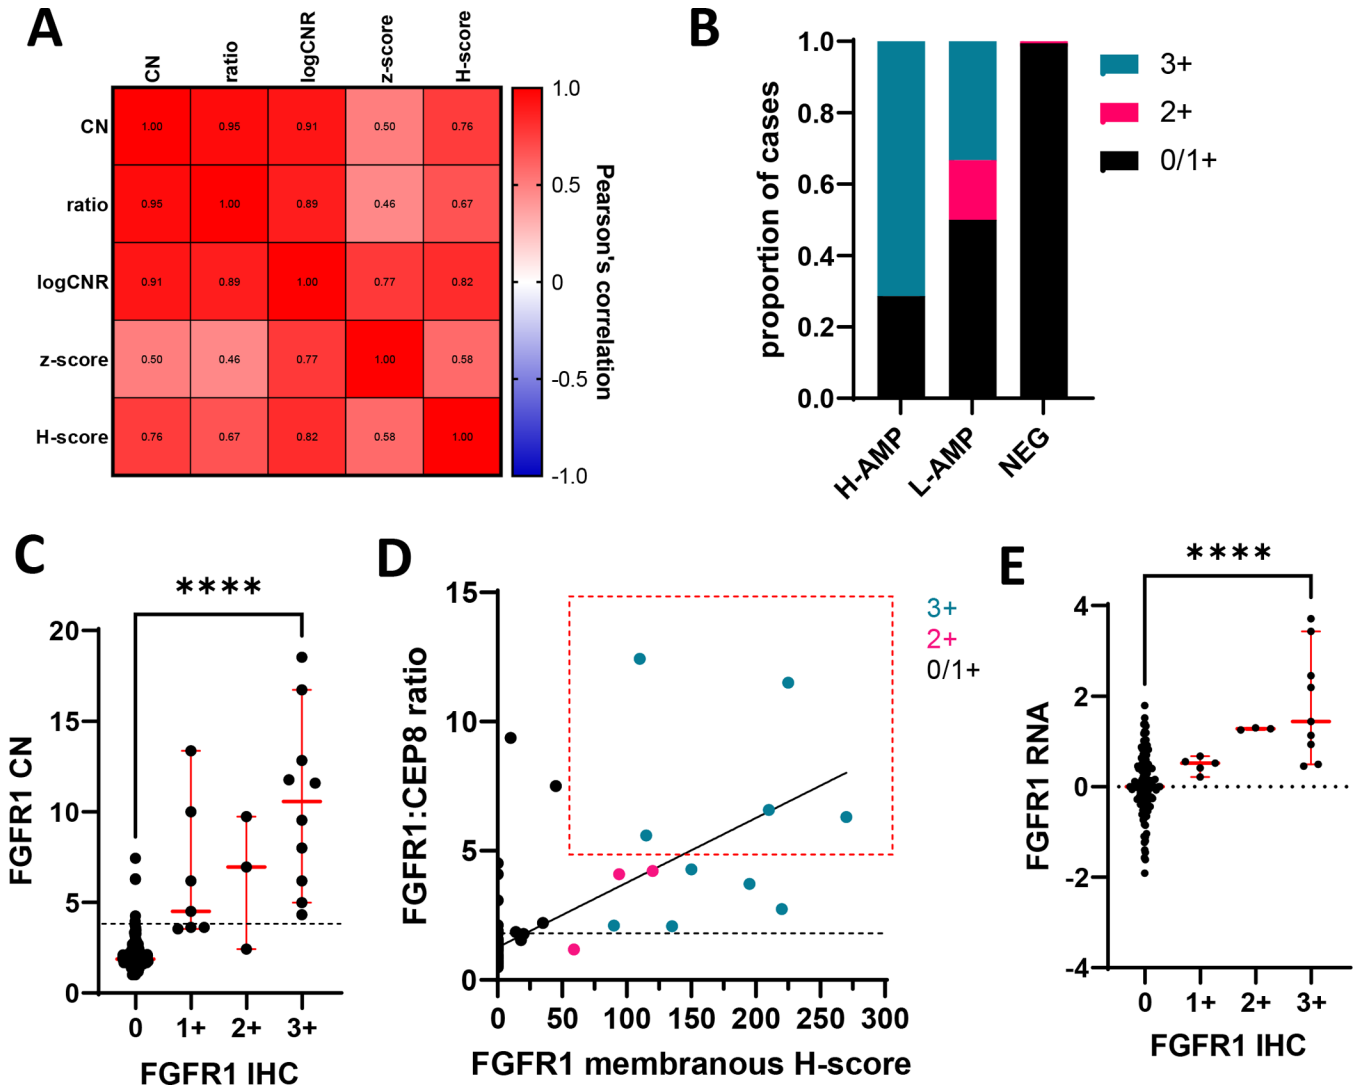 A
CN
ratio
logCNR
z-score
H-score
CN 1.00 0.95 0.91 0.50 0.76
ratio 0.95 1.00 0.89 0.46 0.67
logCNR 0.91 0.89 1.00 0.77 0.82
z-score 0.50 0.46 0.77 1.00 0.58
H-score 0.76 0.67 0.82 0.58 1.00
1.0
0.5
0
-0.5
-1.0
Pearson's correlation
B
proportion of cases
1.0
0.8
0.6
0.4
0.2
0.0
H-AMP
L-AMP
NEG
3+
2+
0/1+
C
****
FGFR1 CN
20
15
10
5
0
0 1+ 2+ 3+
FGFR1 IHC
D
FGFR1:CEP8 ratio
15
10
5
0
0 50 100 150 200 250 300
FGFR1 membranous H-score
3+
2+
0/1+
E
****
FGFR1 RNA
4
2
0
-2
-4
0 1+ 2+ 3+
FGFR1 IHC